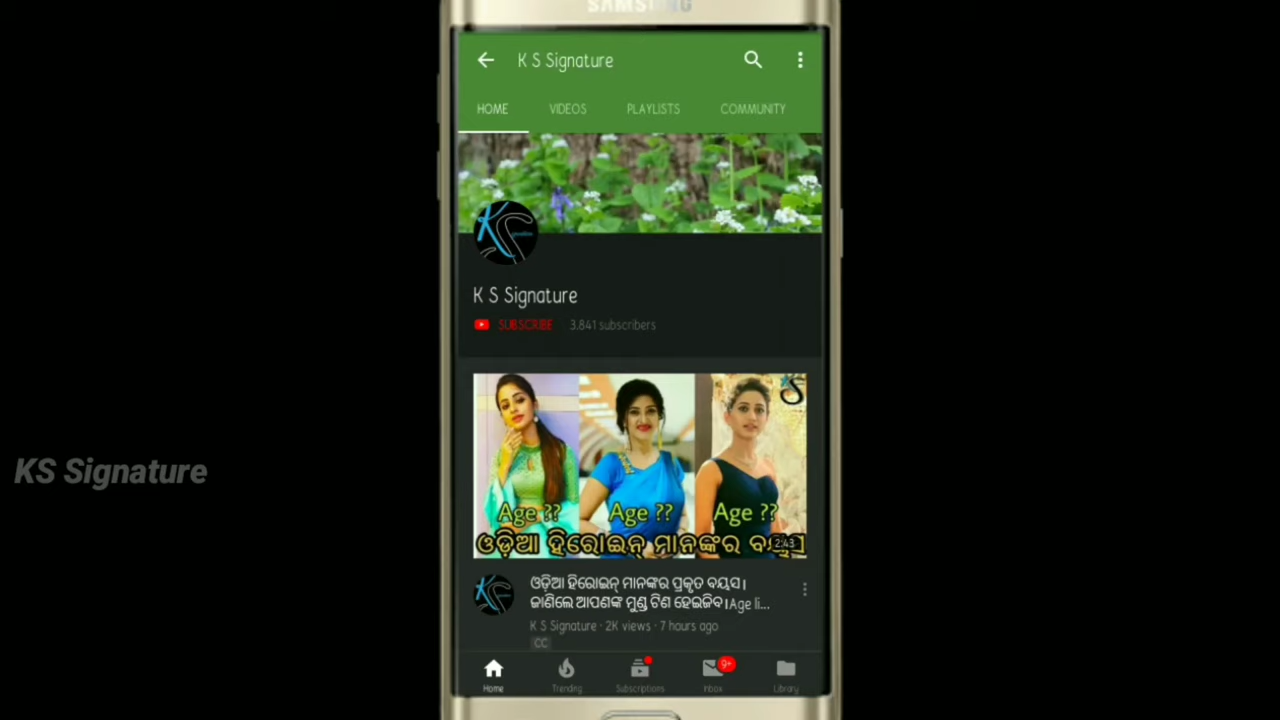 SAMSUNG
K S Signature
HOME VIDEOS PLAYLISTS COMMUNITY
K S Signature
SUBSCRIBE 3,841 subscribers
Age ?? Age ?? Age ??
ଓଡ଼ିଆ ହିରୋଇନ୍ ମାନଙ୍କର ବୟସ
2:43
ଓଡ଼ିଆ ହିରୋଇନ୍ ମାନଙ୍କର ପ୍ରକୃତ ବୟସ।
ଜାଣିଲେ ଆପଣଙ୍କ ମୁଣ୍ଡ ଟିଣ ହେଇଜିବ।Age li...
K S Signature · 2K views · 7 hours ago
CC
KS Signature
9+
Home Trending Subscriptions Inbox Library